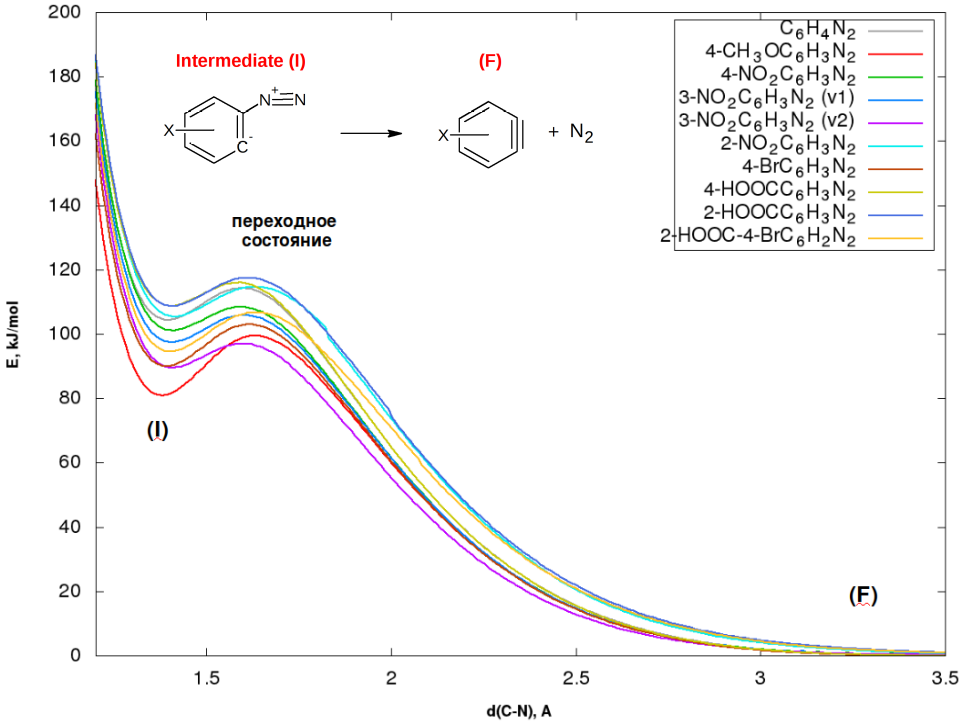 200
180
160
140
120
100
80
60
40
20
0
E, kJ/mol
1.5
2
2.5
3
3.5
d(C-N), A
Intermediate (I)
(F)
X
N
+
N
C
-
X
+ N₂
переходное
состояние
(I)
(F)
C₆H₄N₂
4-CH₃OC₆H₃N₂
4-NO₂C₆H₃N₂
3-NO₂C₆H₃N₂ (v1)
3-NO₂C₆H₃N₂ (v2)
2-NO₂C₆H₃N₂
4-BrC₆H₃N₂
4-HOOCC₆H₃N₂
2-HOOCC₆H₃N₂
2-HOOC-4-BrC₆H₂N₂